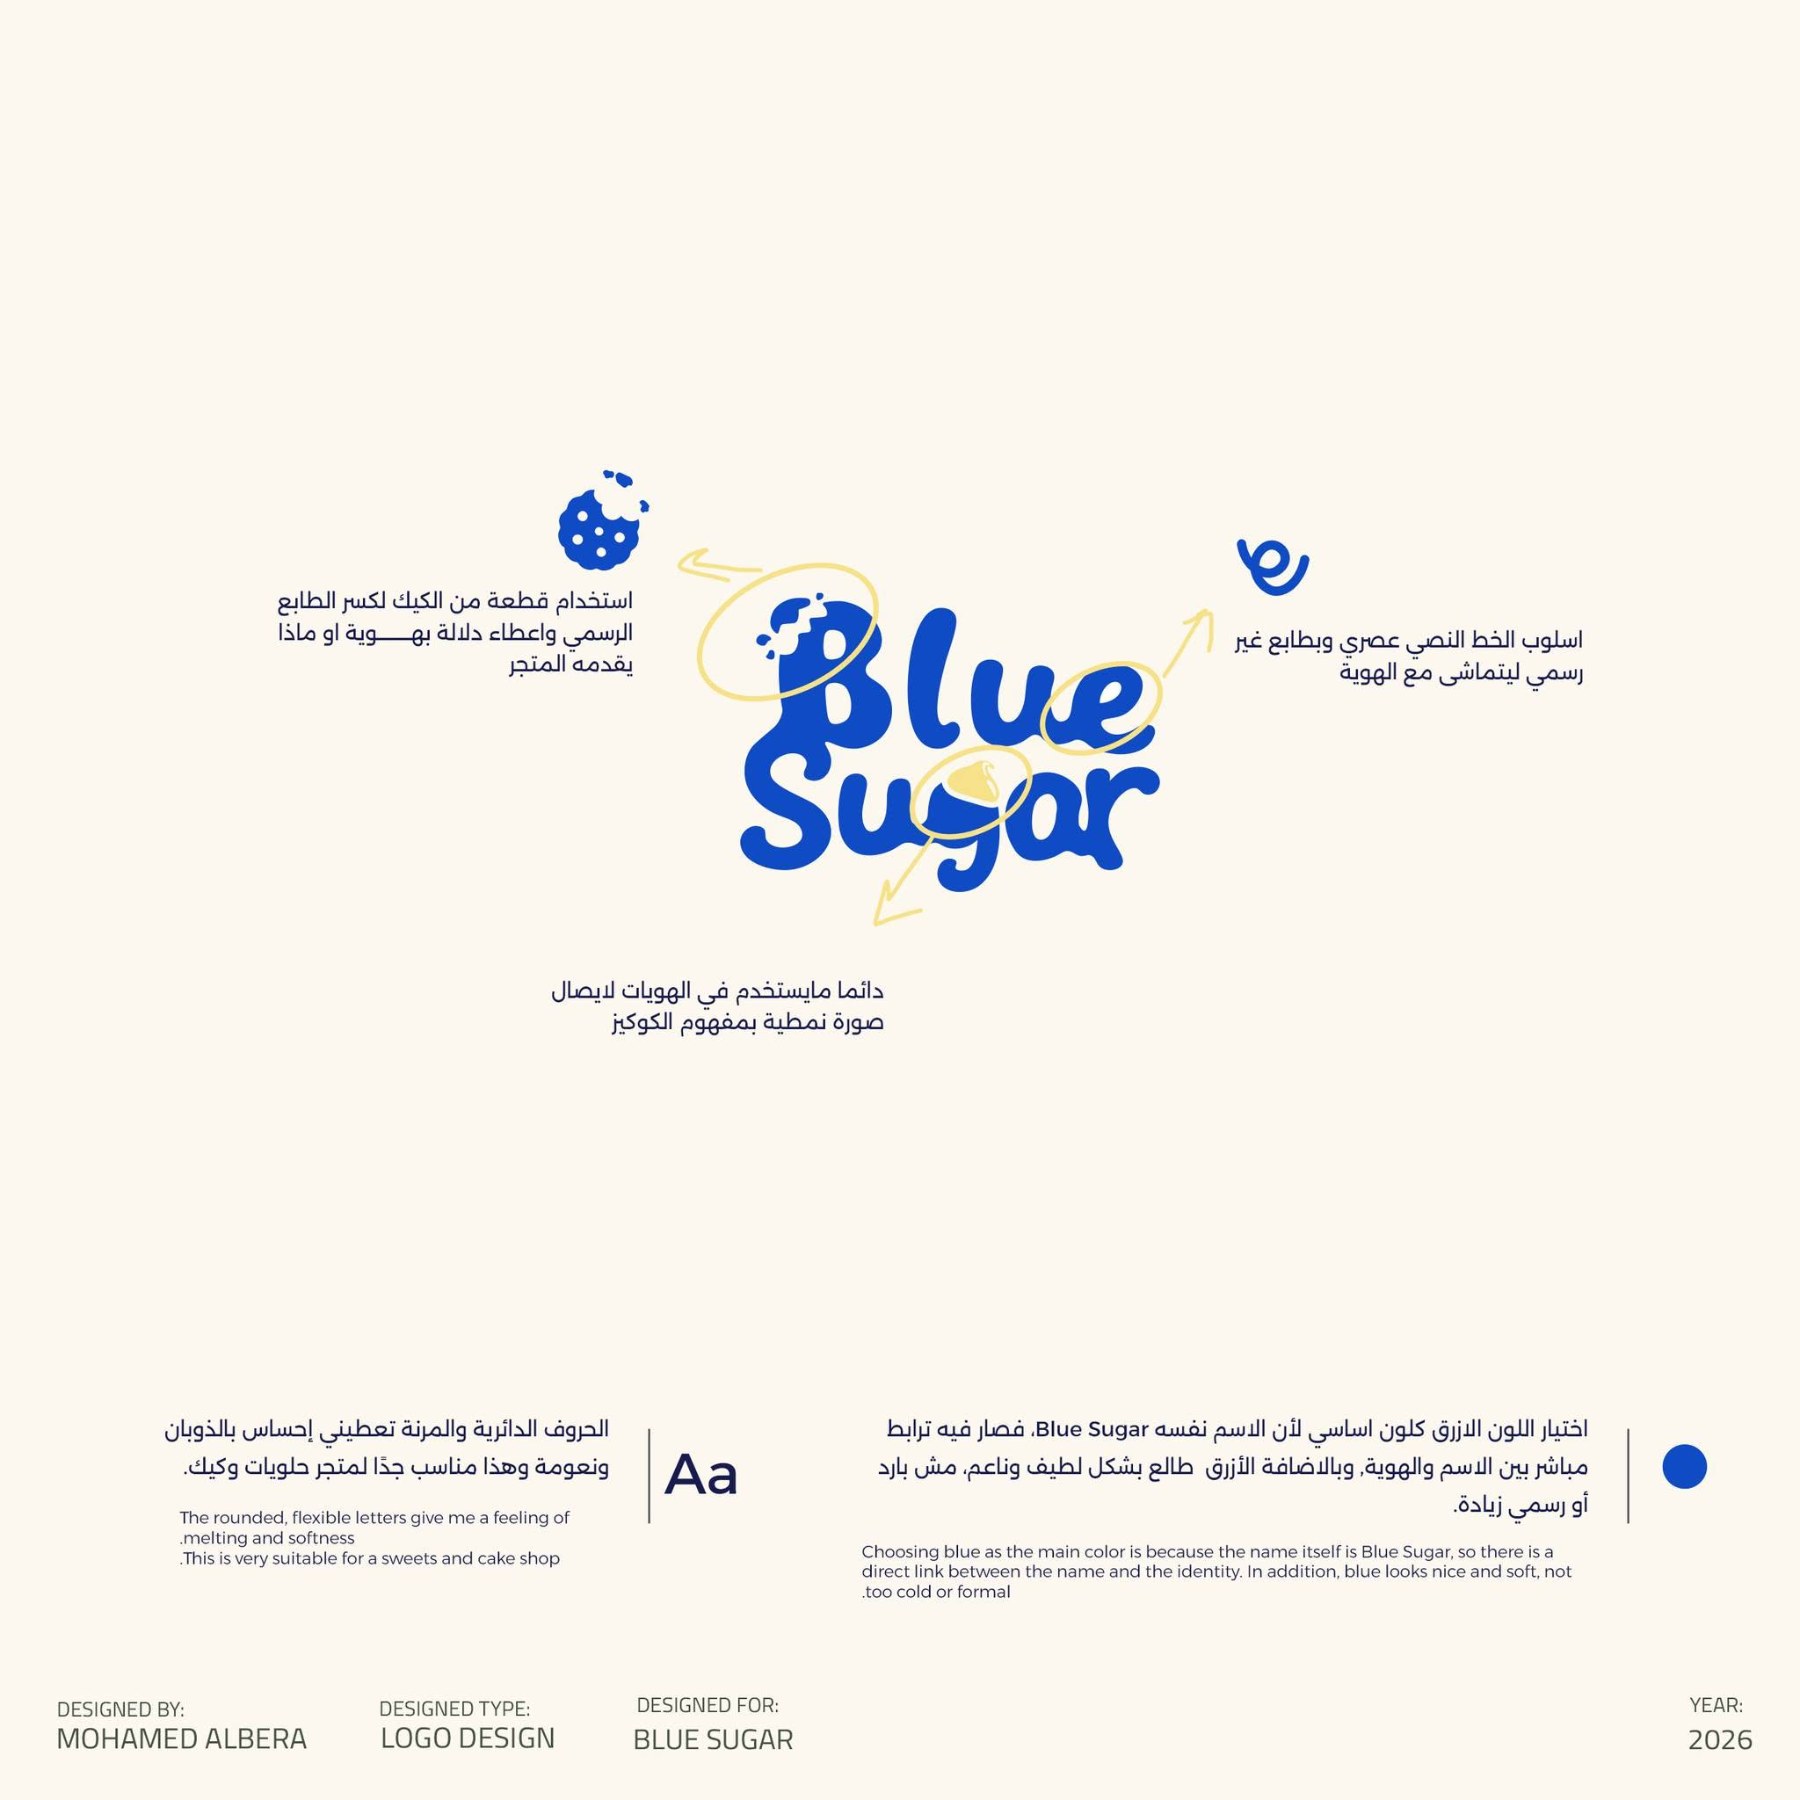 استخدام قطعة من الكيك لكسر الطابع
الرسمي واعطاء دلالة بهـــــوية او ماذا
يقدمه المتجر
Blue
Sugar
اسلوب الخط النصي عصري وبطابع غير
رسمي ليتماشى مع الهوية
دائما مايستخدم في الهويات لايصال
صورة نمطية بمفهوم الكوكيز
اختيار اللون الازرق كلون اساسي لأن الاسم نفسه Blue Sugar، فصار فيه ترابط
مباشر بين الاسم والهوية, وبالاضافة الأزرق  طالع بشكل لطيف وناعم، مش بارد
أو رسمي زيادة.
Choosing blue as the main color is because the name itself is Blue Sugar, so there is a
direct link between the name and the identity. In addition, blue looks nice and soft, not
.too cold or formal
Aa
الحروف الدائرية والمرنة تعطيني إحساس بالذوبان
ونعومة وهذا مناسب جدًا لمتجر حلويات وكيك.
The rounded, flexible letters give me a feeling of
.melting and softness
.This is very suitable for a sweets and cake shop
DESIGNED BY:
MOHAMED ALBERA
DESIGNED TYPE:
LOGO DESIGN
DESIGNED FOR:
BLUE SUGAR
YEAR:
2026